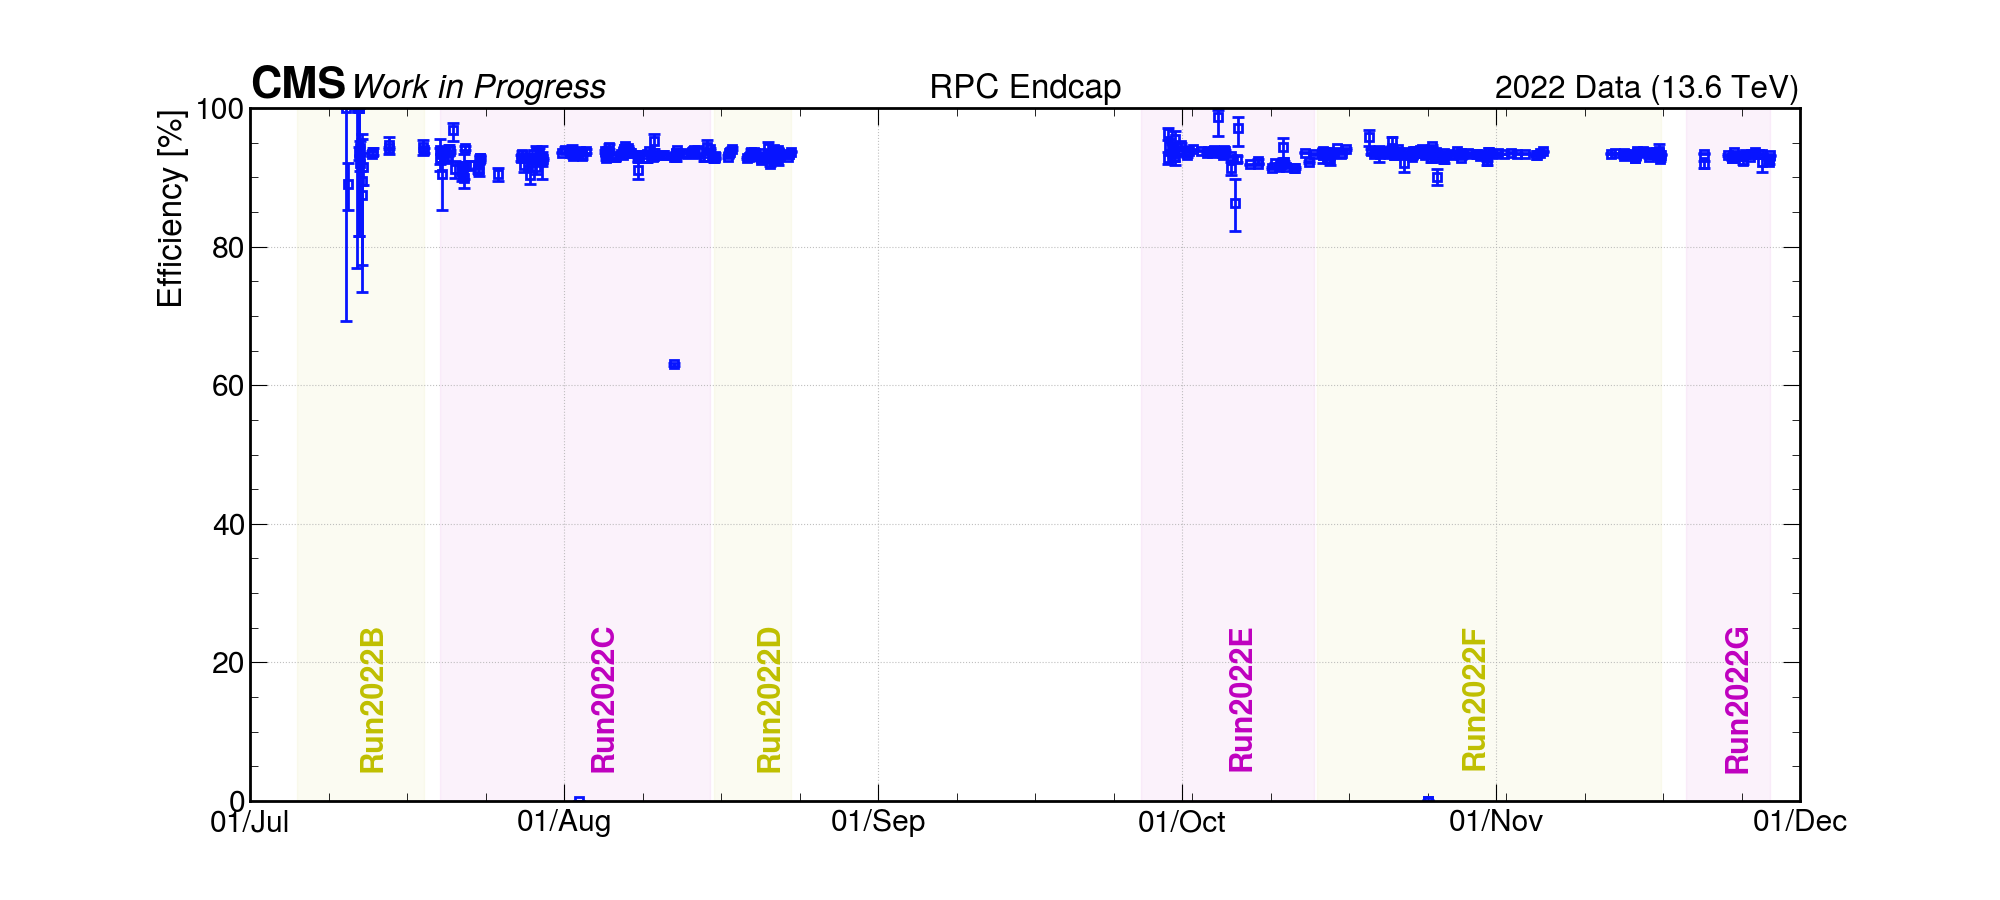 CMS Work in Progress RPC Endcap 2022 Data (13.6 TeV)
Efficiency [%]
100
80
60
40
20
0
Run2022B Run2022C Run2022D Run2022E Run2022F Run2022G
01/Jul 01/Aug 01/Sep 01/Oct 01/Nov 01/Dec